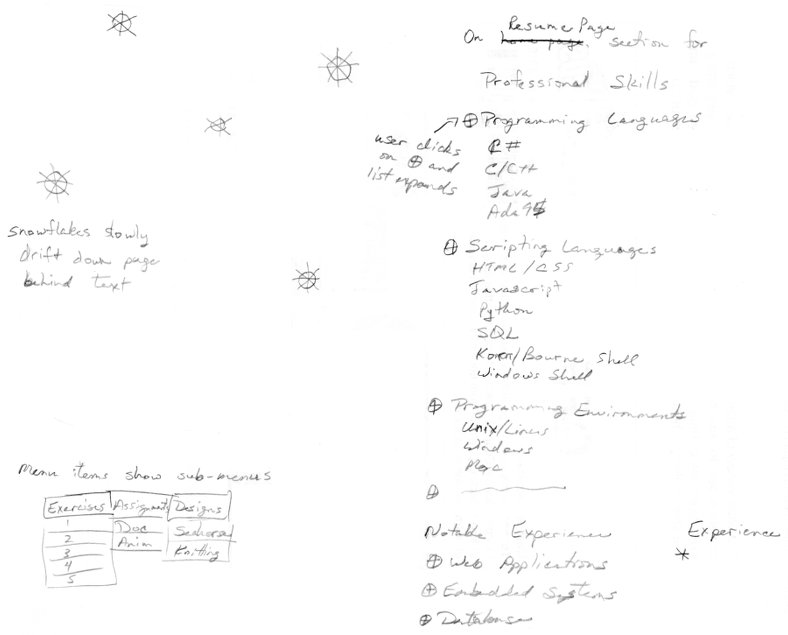 snowflakes slowly
drift down page
behind text
Menu items show sub-menus
Exercises Assignments Designs
1
2
3
4
5
Doc
Anim
Seahorse
Knitting
Resume Page
On home page. section for
Professional Skills
⊕ Programming Languages
user clicks
on ⊕ and
list expands
C#
C/C++
Java
Ada95
⊕ Scripting Languages
HTML/CSS
Javascript
Python
SQL
Koren/Bourne Shell
Windows Shell
⊕ Programming Environments
Unix/Linux
Windows
⊕
Notable Experience
⊕ Web Applications
⊕ Embedded Systems
⊕ Database
Experience
*